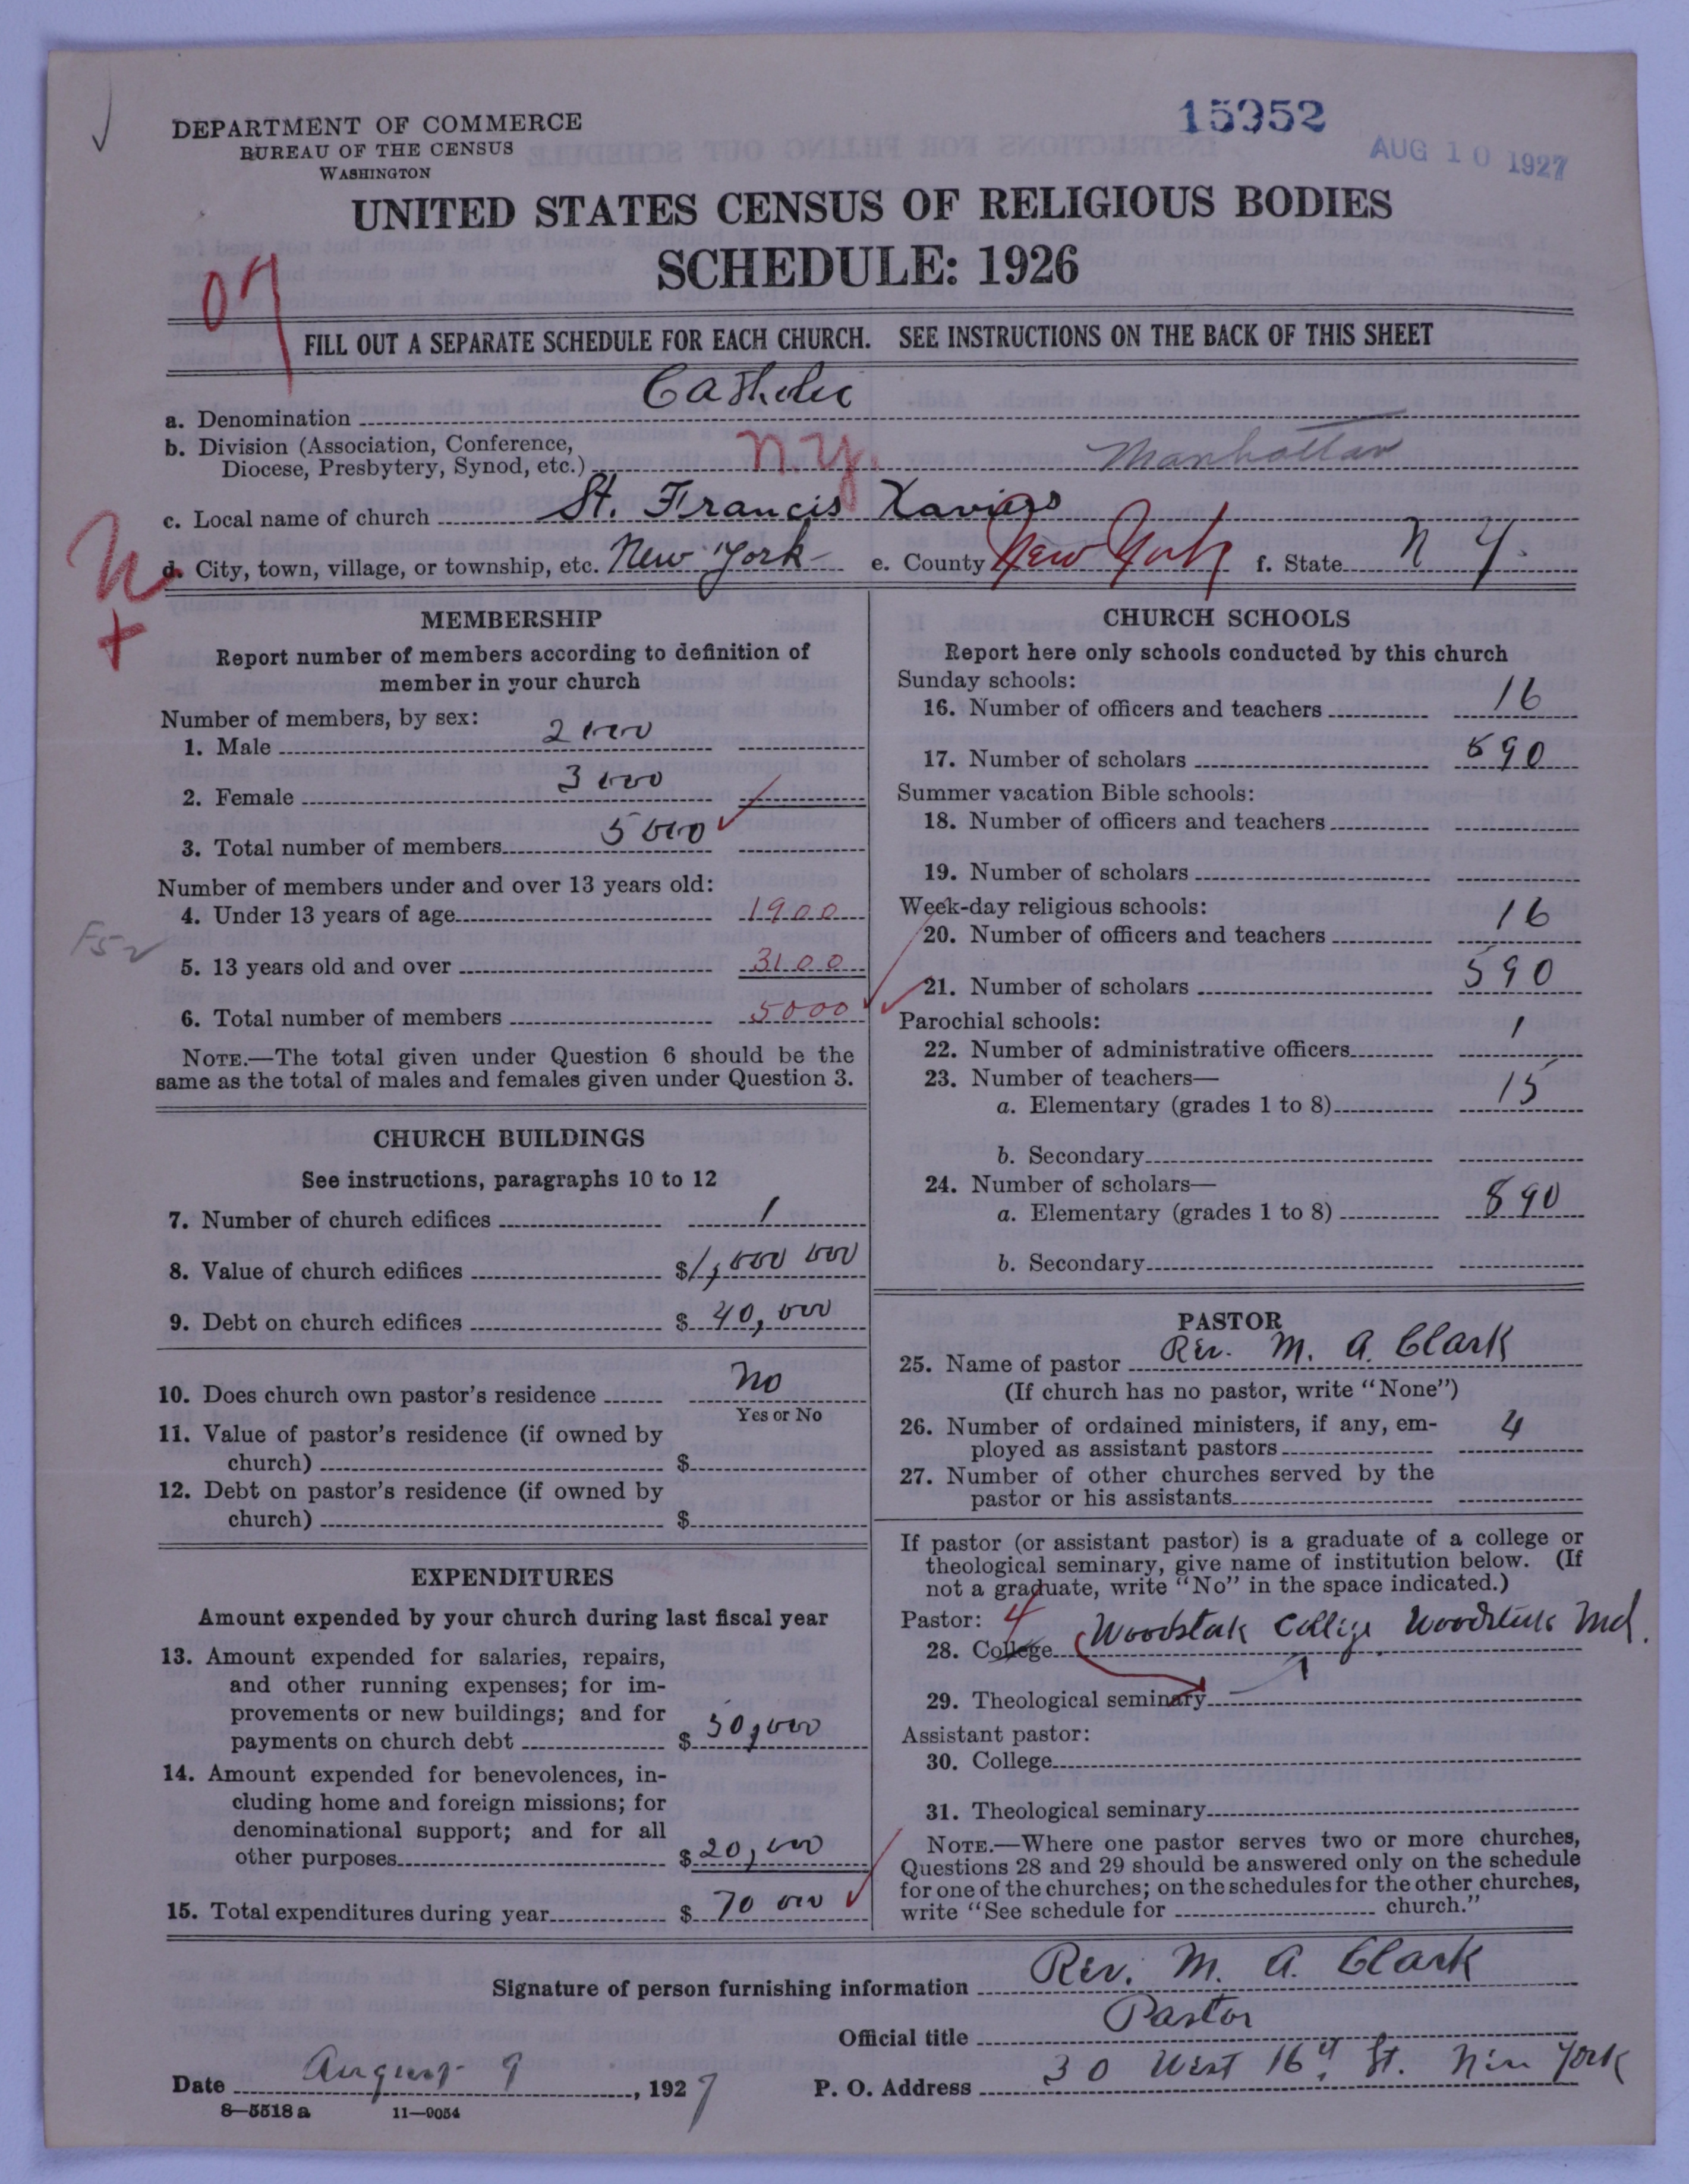 15352
AUG 10 1927
DEPARTMENT OF COMMERCE
BUREAU OF THE CENSUS
WASHINGTON
UNITED STATES CENSUS OF RELIGIOUS BODIES
SCHEDULE: 1926
07
FILL OUT A SEPARATE SCHEDULE FOR EACH CHURCH. SEE INSTRUCTIONS ON THE BACK OF THIS SHEET
a. Denomination Catholic
b. Division (Association, Conference,
Diocese, Presbytery, Synod, etc.) N.Y. Manhattan
c. Local name of church St. Francis Xaviers
d. City, town, village, or township, etc. New York e. County New York f. State N Y.
MEMBERSHIP
Report number of members according to definition of
member in your church
Number of members, by sex:
1. Male 2000
2. Female 3000
3. Total number of members 5000
Number of members under and over 13 years old:
4. Under 13 years of age 1900
5. 13 years old and over 3100
6. Total number of members 5000
NOTE.—The total given under Question 6 should be the
same as the total of males and females given under Question 3.
CHURCH BUILDINGS
See instructions, paragraphs 10 to 12
7. Number of church edifices 1
8. Value of church edifices $1,000 000
9. Debt on church edifices $ 40,000
10. Does church own pastor's residence No
Yes or No
11. Value of pastor's residence (if owned by
church) $
12. Debt on pastor's residence (if owned by
church) $
EXPENDITURES
Amount expended by your church during last fiscal year
13. Amount expended for salaries, repairs,
and other running expenses; for im-
provements or new buildings; and for
payments on church debt $ 50,000
14. Amount expended for benevolences, in-
cluding home and foreign missions; for
denominational support; and for all
other purposes $ 20,000
15. Total expenditures during year $ 70 000
CHURCH SCHOOLS
Report here only schools conducted by this church
Sunday schools:
16. Number of officers and teachers 16
17. Number of scholars 590
Summer vacation Bible schools:
18. Number of officers and teachers
19. Number of scholars
Week-day religious schools:
20. Number of officers and teachers 16
21. Number of scholars 590
Parochial schools:
22. Number of administrative officers 1
23. Number of teachers—
a. Elementary (grades 1 to 8) 15
b. Secondary
24. Number of scholars—
a. Elementary (grades 1 to 8) 890
b. Secondary
PASTOR
25. Name of pastor Rev. M. A. Clark
(If church has no pastor, write "None")
26. Number of ordained ministers, if any, em-
ployed as assistant pastors 4
27. Number of other churches served by the
pastor or his assistants
If pastor (or assistant pastor) is a graduate of a college or
theological seminary, give name of institution below. (If
not a graduate, write "No" in the space indicated.)
Pastor: 4
28. College Woodstock College Woodstock Md.
29. Theological seminary
Assistant pastor:
30. College
31. Theological seminary
NOTE.—Where one pastor serves two or more churches,
Questions 28 and 29 should be answered only on the schedule
for one of the churches; on the schedules for the other churches,
write "See schedule for church."
Signature of person furnishing information Rev. M. A. Clark
Official title Pastor
Date August 9, 1927 P. O. Address 30 West 16th St. New York
8—5518 a 11—9054